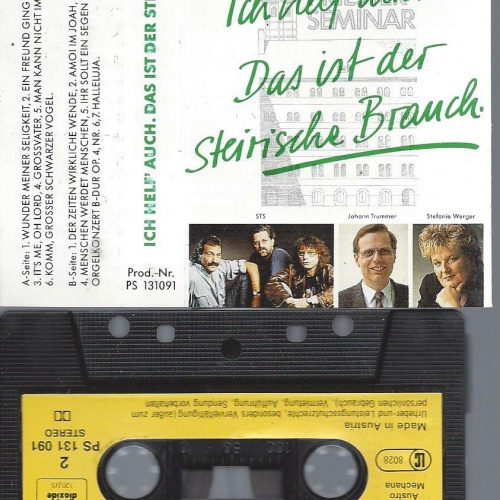 Ich helf'
SEMINAR
Das ist der
Steirische Brauch.
STS
Johann Trummer
Stefanie Werger
Prod.-Nr.
PS 131091
ICH HELF' AUCH. DAS IST DER
A-Seite: 1. WUNDER MEINER SELIGKEIT, 2. EIN FREUND GING
3. IT'S ME, OH LORD, 4. GROSSVATER, 5. MAN KANN NICHT
6. KOMM, GROSSER SCHWARZER VOGEL.
B-Seite: 1. DER ZEITEN WIRKLICHE WENDE, 2. AMOI IM JOAH,
4. MENSCHEN WERDET MENSCHEN, 5. IHR SOLLT EIN SEGEN
ORGELKONZERT B-DUR OP. 4, NR. 6, 7. HALLELUJA.
Mechana
Austro
8028
Made in Austria
Urheber- und Leistungsschutzrechte, besonders Vervielfältigung (außer zum
persönlichen Gebrauch), Vermietung, Aufführung, Sendung vorbehalten
2
PS 131 091
STEREO
120µS
dioxide
50